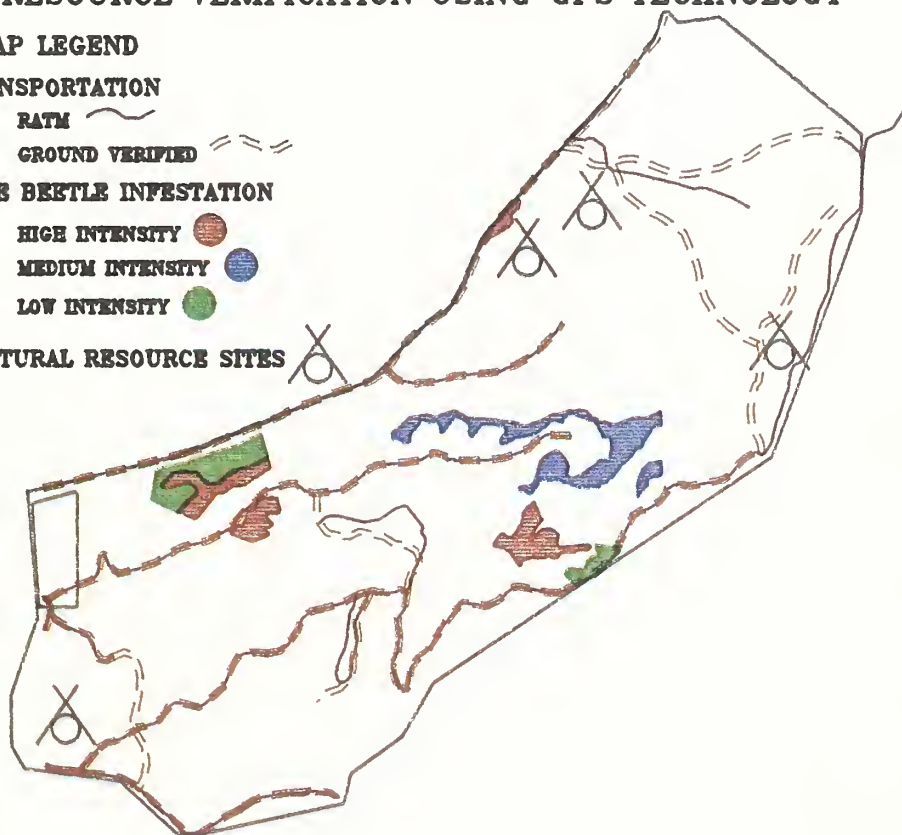 RESOURCE VERIFICATION USING GPS TECHNOLOGY
AP LEGEND
NSPORTATION
RATM
GROUND VERIFIED
E BEETLE INFESTATION
HIGH INTENSITY
MEDIUM INTENSITY
LOW INTENSITY
TURAL RESOURCE SITES